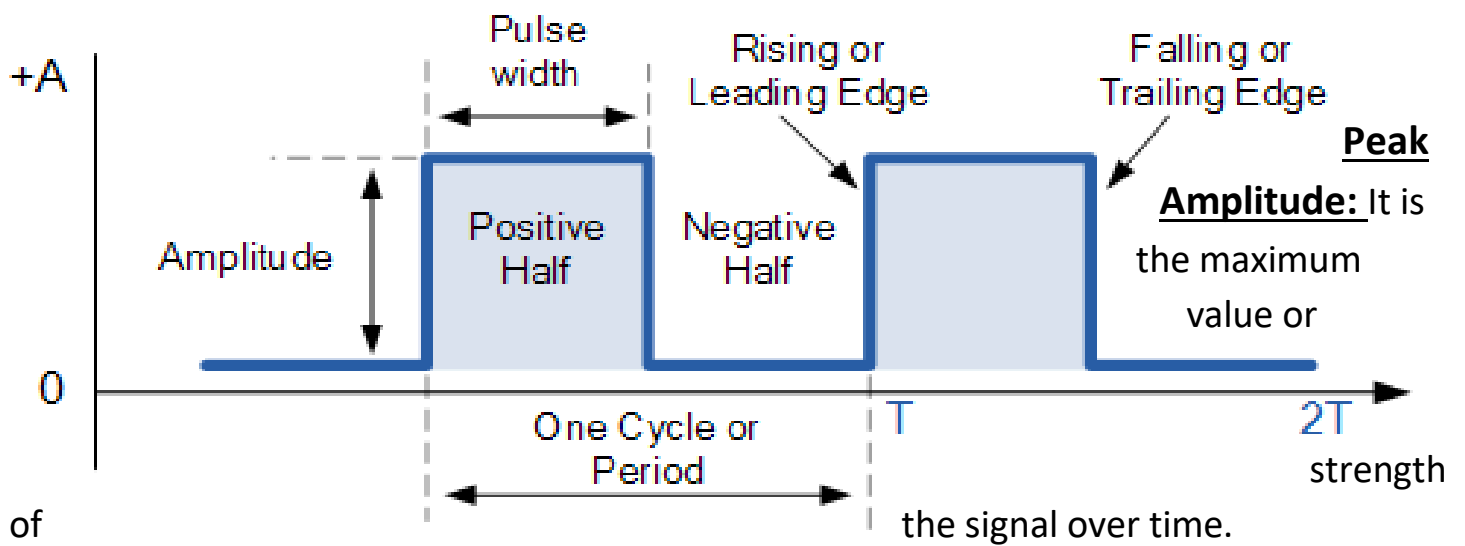 Pulse
width
Rising or
Leading Edge
Falling or
Trailing Edge
+A
Peak
Amplitude: It is
the maximum
value or
Amplitude
Positive
Half
Negative
Half
0
T
2T
One Cycle or
Period
strength
of the signal over time.